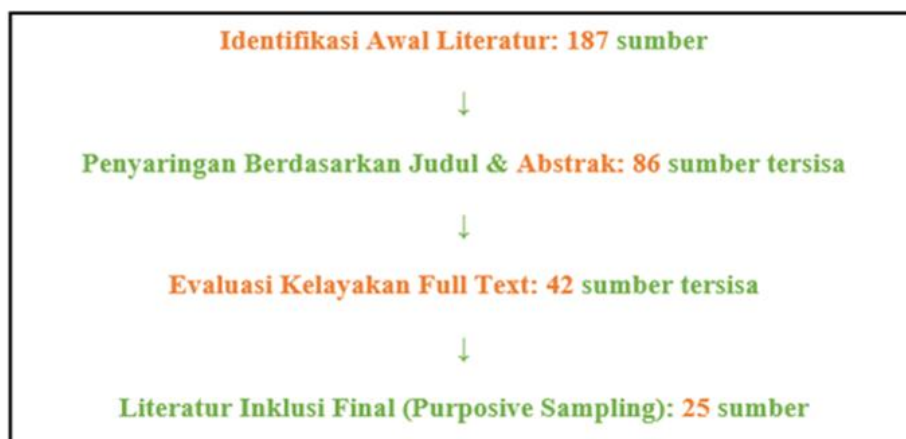 Identifikasi Awal Literatur: 187 sumber
↓
Penyaringan Berdasarkan Judul & Abstrak: 86 sumber tersisa
↓
Evaluasi Kelayakan Full Text: 42 sumber tersisa
↓
Literatur Inklusi Final (Purposive Sampling): 25 sumber